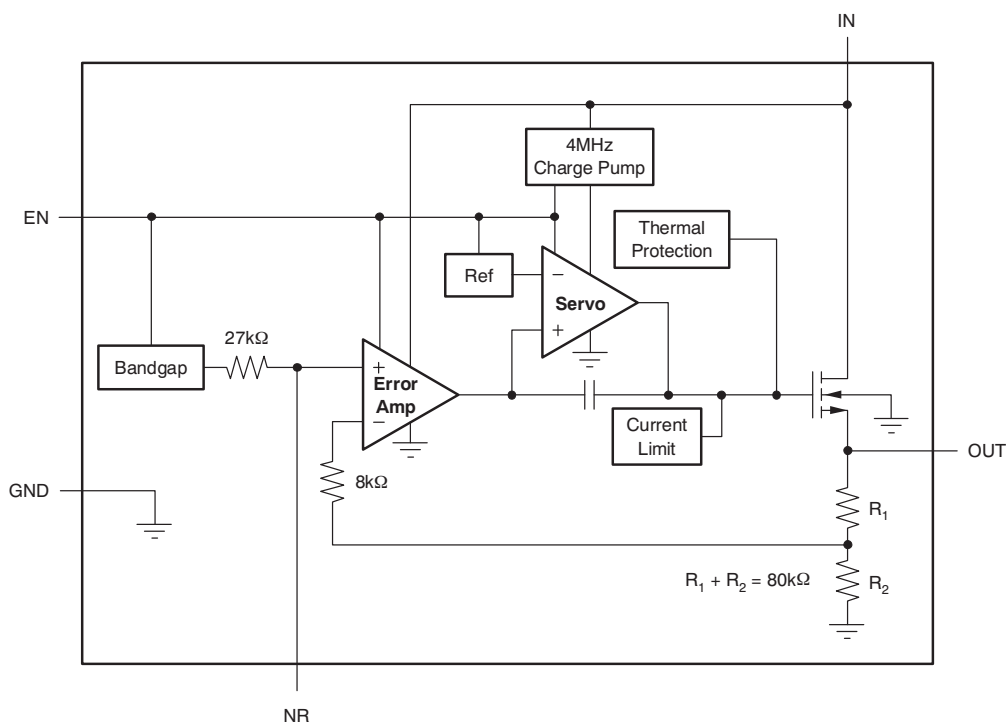 IN
4MHz
Charge Pump
EN
Thermal
Protection
Ref
−
Servo
+
27kΩ
Bandgap
+
Error
Amp
−
Current
Limit
OUT
8kΩ
GND
R1
R1 + R2 = 80kΩ
R2
NR